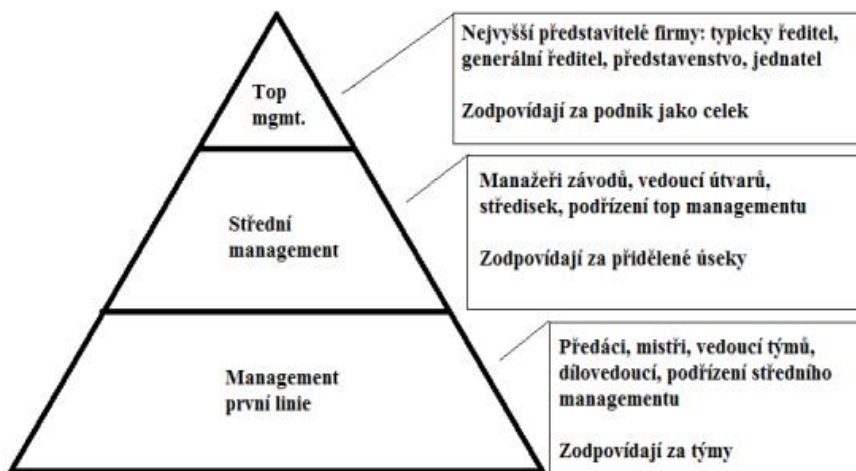 Top
mgmt.
Nejvyšší představitelé firmy: typicky ředitel,
generální ředitel, představenstvo, jednatel
Zodpovídají za podnik jako celek
Střední
management
Manažeři závodů, vedoucí útvarů,
středisek, podřízení top managementu
Zodpovídají za přidělené úseky
Management
první linie
Předáci, mistři, vedoucí týmů,
dílovedoucí, podřízení středního
managementu
Zodpovídají za týmy